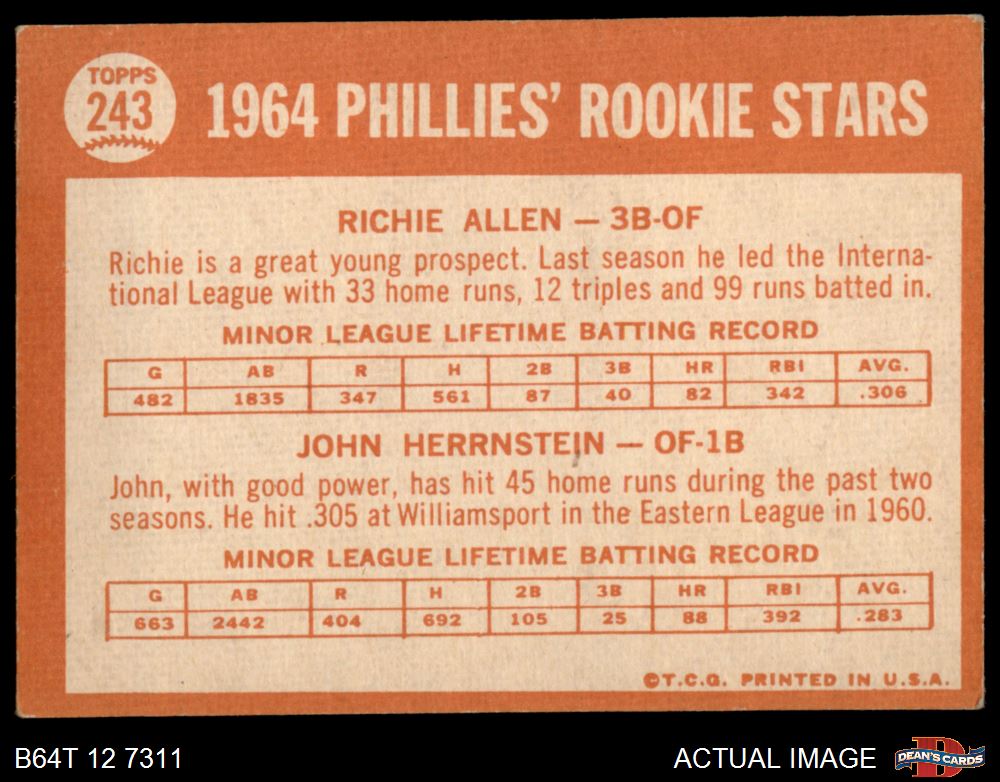 TOPPS
243
1964 PHILLIES' ROOKIE STARS
RICHIE ALLEN — 3B-OF
Richie is a great young prospect. Last season he led the Interna-
tional League with 33 home runs, 12 triples and 99 runs batted in.
MINOR LEAGUE LIFETIME BATTING RECORD
G AB R H 2B 3B HR RBI AVG.
482 1835 347 561 87 40 82 342 .306
JOHN HERRNSTEIN — OF-1B
John, with good power, has hit 45 home runs during the past two
seasons. He hit .305 at Williamsport in the Eastern League in 1960.
MINOR LEAGUE LIFETIME BATTING RECORD
G AB R H 2B 3B HR RBI AVG.
663 2442 404 692 105 25 88 392 .283
©T.C.G. PRINTED IN U.S.A.
B64T 12 7311 ACTUAL IMAGE
D
DEAN'S CARDS